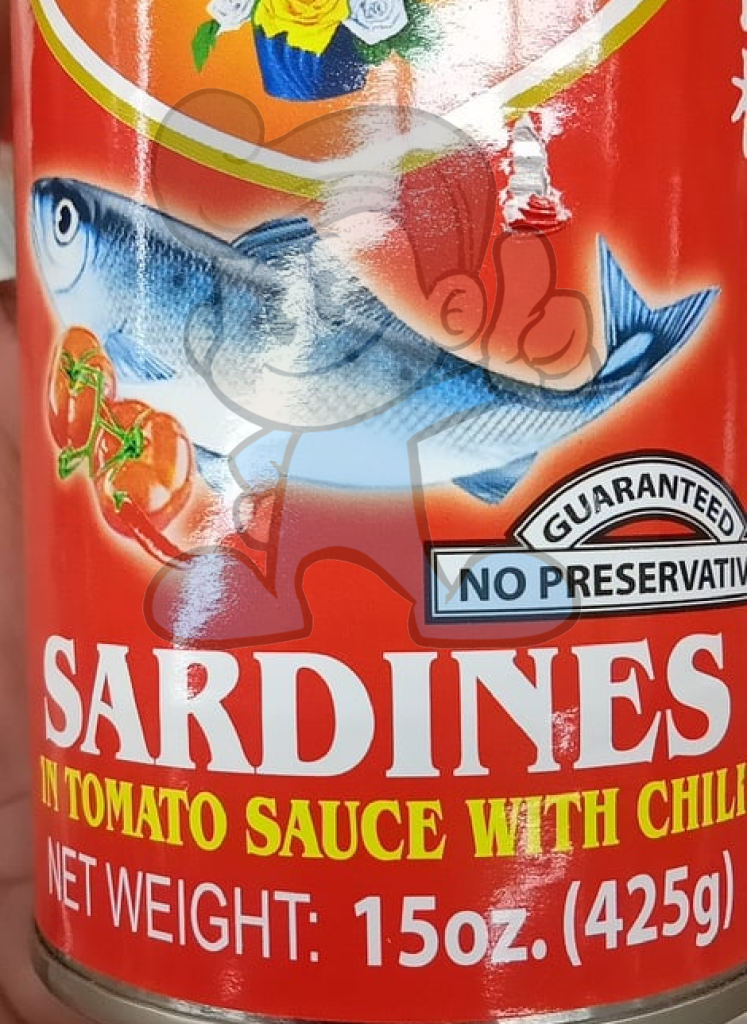 GUARANTEED
NO PRESERVATIV
SARDINES
IN TOMATO SAUCE WITH CHILI
NET WEIGHT: 15oz. (425g)